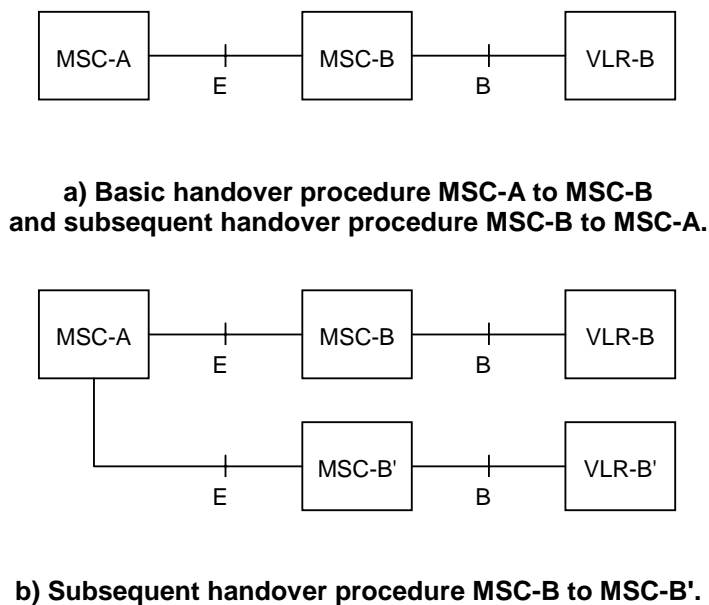 MSC-A MSC-B VLR-B
E B
a) Basic handover procedure MSC-A to MSC-B
and subsequent handover procedure MSC-B to MSC-A.
MSC-A MSC-B VLR-B
E B
MSC-B' VLR-B'
E B
b) Subsequent handover procedure MSC-B to MSC-B'.